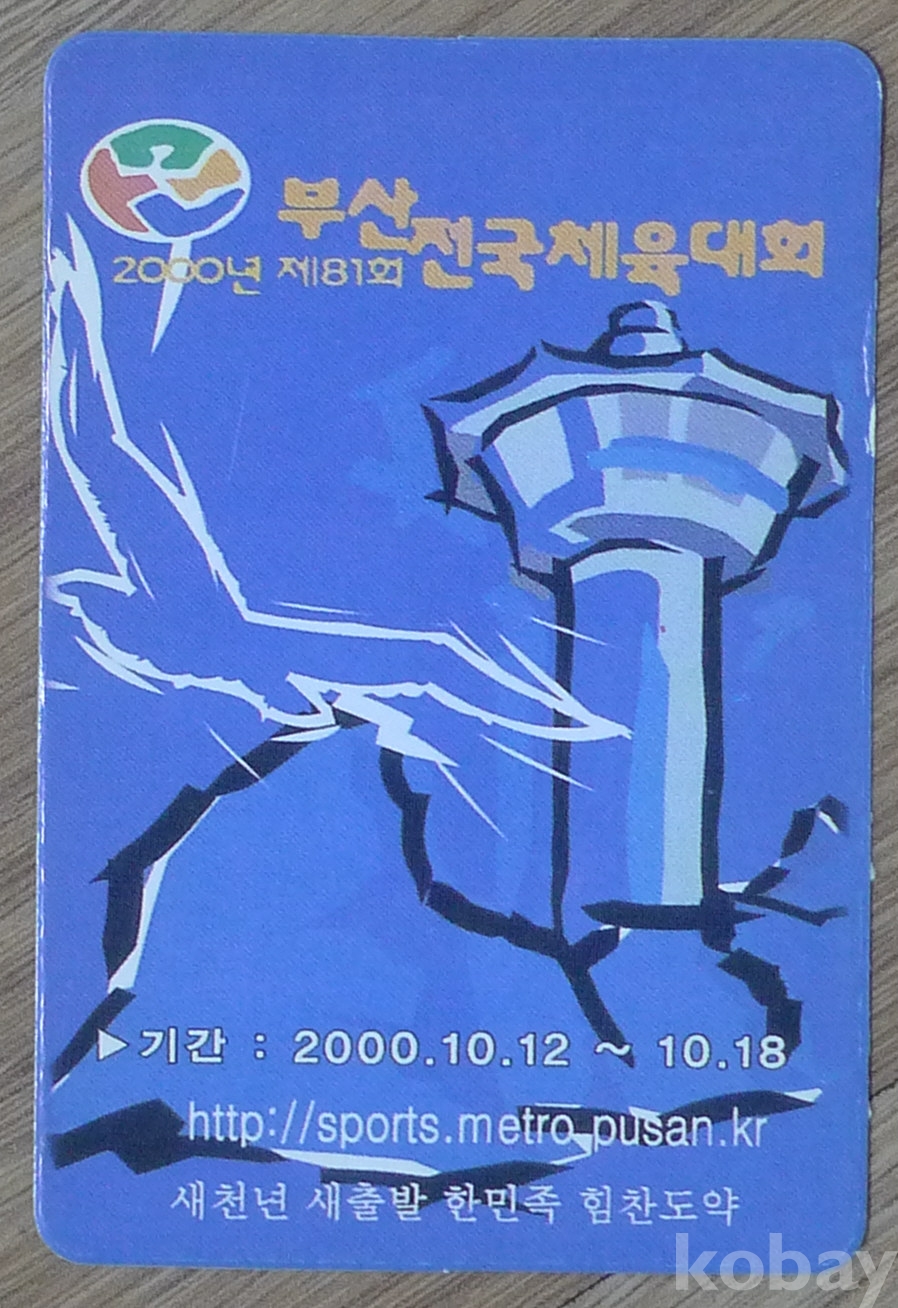 부산
전국체육대회
2000년 제81회
▶기간 : 2000.10.12 ~ 10.18
http://sports.metro.pusan.kr
새천년 새출발 한민족 힘찬도약
kobay